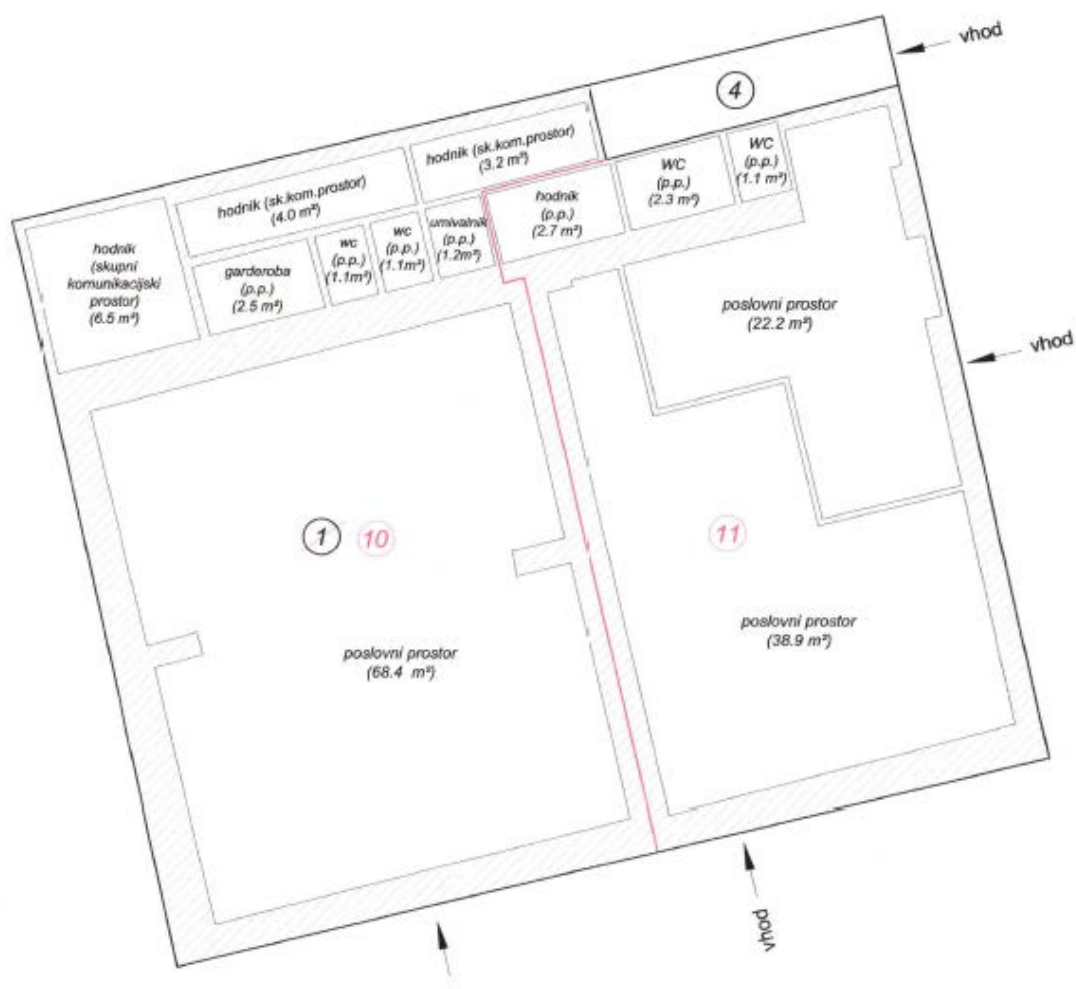 vhod
4
hodnik (sk.kom.prostor)
(3.2 m²)
WC
(p.p.)
(1.1 m²)
WC
(p.p.)
(2.3 m²)
hodnik (sk.kom.prostor)
(4.0 m²)
hodnik
(p.p.)
(2.7 m²)
umivalnik
(p.p.)
(1.2m²)
WC
(p.p.)
(1.1m²)
WC
(p.p.)
(1.1m²)
garderoba
(p.p.)
(2.5 m²)
hodnik
(skupni
komunikacijski
prostor)
(6.5 m²)
poslovni prostor
(22.2 m²)
vhod
1 10
11
poslovni prostor
(38.9 m²)
poslovni prostor
(68.4 m²)
vhod